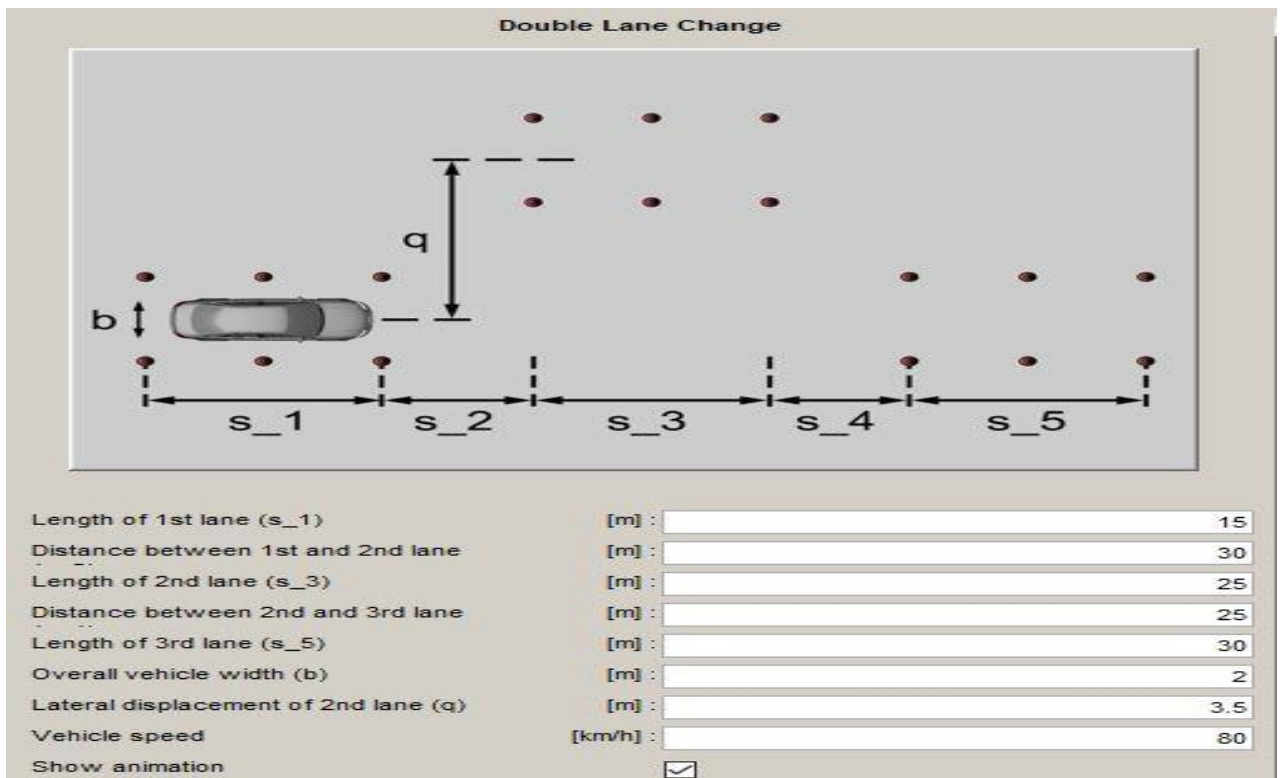 Double Lane Change
q
b
s_1 s_2 s_3 s_4 s_5
Length of 1st lane (s_1) [m] : 15
Distance between 1st and 2nd lane [m] : 30
Length of 2nd lane (s_3) [m] : 25
Distance between 2nd and 3rd lane [m] : 25
Length of 3rd lane (s_5) [m] : 30
Overall vehicle width (b) [m] : 2
Lateral displacement of 2nd lane (q) [m] : 3.5
Vehicle speed [km/h] : 80
Show animation